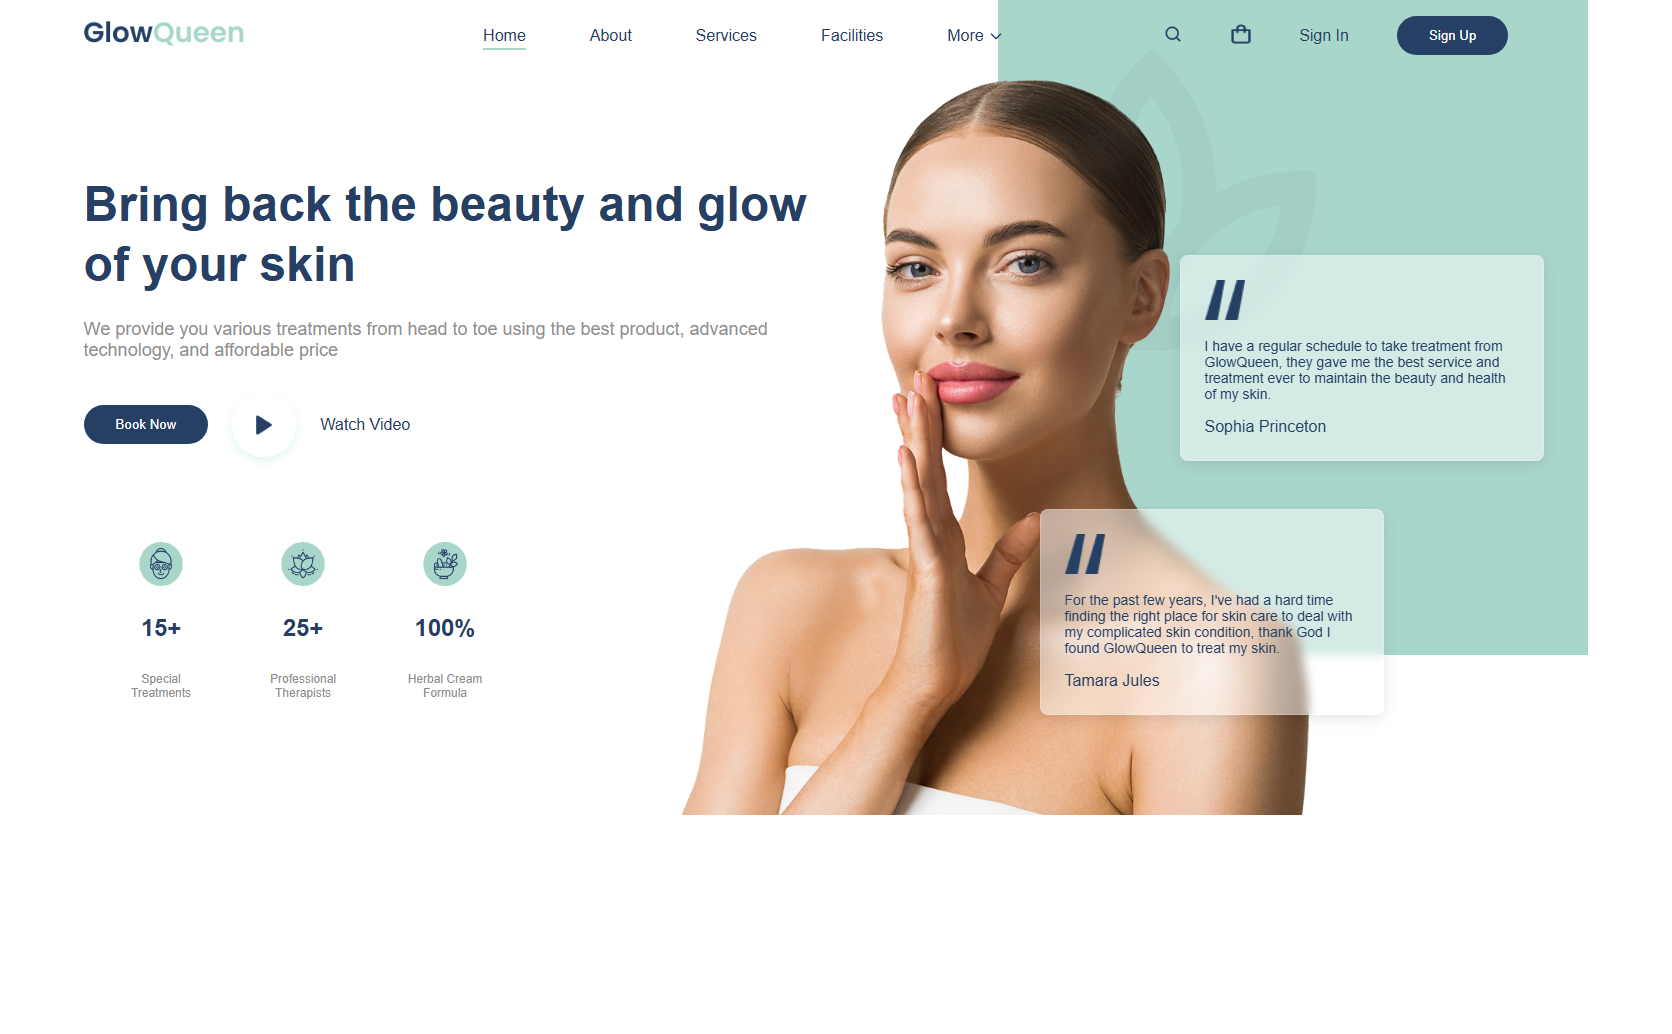 GlowQueen
Home
About
Services
Facilities
More
Sign In
Sign Up
Bring back the beauty and glow
of your skin
We provide you various treatments from head to toe using the best product, advanced
technology, and affordable price
Book Now
Watch Video
15+
Special
Treatments
25+
Professional
Therapists
100%
Herbal Cream
Formula
I have a regular schedule to take treatment from
GlowQueen, they gave me the best service and
treatment ever to maintain the beauty and health
of my skin.
Sophia Princeton
For the past few years, I've had a hard time
finding the right place for skin care to deal with
my complicated skin condition, thank God I
found GlowQueen to treat my skin.
Tamara Jules